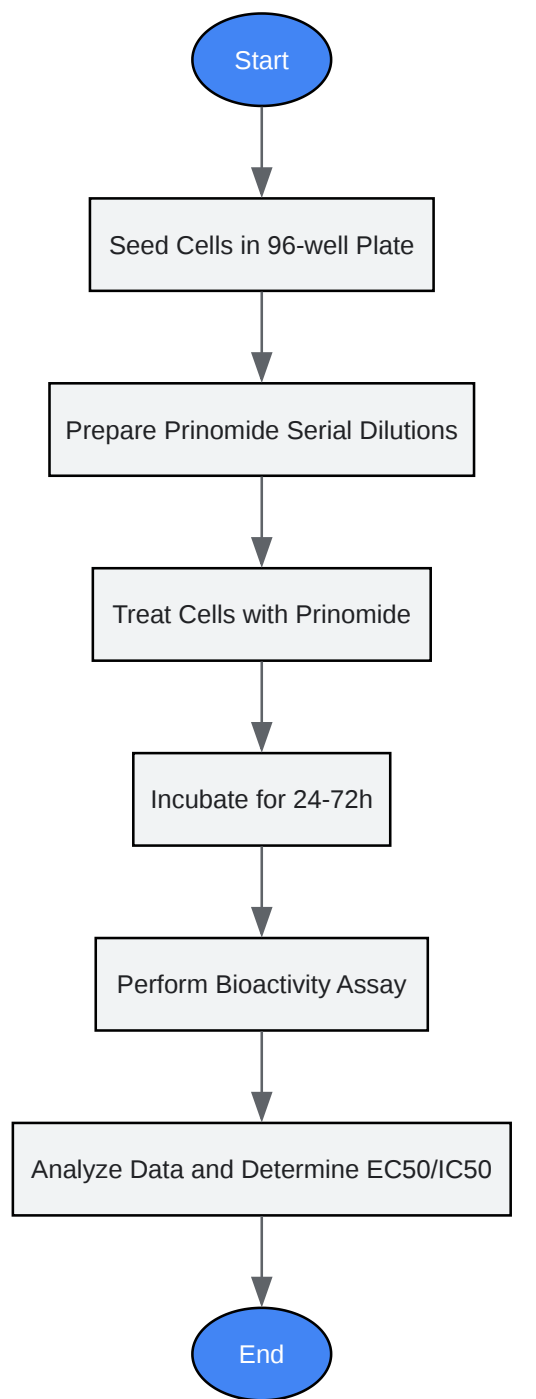 Start
Seed Cells in 96-well Plate
Prepare Prinomide Serial Dilutions
Treat Cells with Prinomide
Incubate for 24-72h
Perform Bioactivity Assay
Analyze Data and Determine EC50/IC50
End